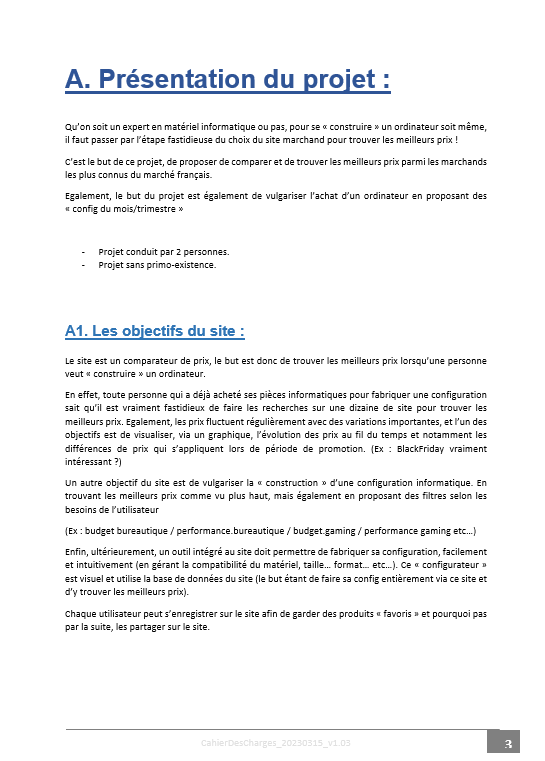 A. Présentation du projet :
Qu’on soit un expert en matériel informatique ou pas, pour se « construire » un ordinateur soit même,
il faut passer par l’étape fastidieuse du choix du site marchand pour trouver les meilleurs prix !
C’est le but de ce projet, de proposer de comparer et de trouver les meilleurs prix parmi les marchands
les plus connus du marché français.
Egalement, le but du projet est également de vulgariser l’achat d’un ordinateur en proposant des
« config du mois/trimestre »
- Projet conduit par 2 personnes.
- Projet sans primo-existence.
A1. Les objectifs du site :
Le site est un comparateur de prix, le but est donc de trouver les meilleurs prix lorsqu’une personne
veut « construire » un ordinateur.
En effet, toute personne qui a déjà acheté ses pièces informatiques pour fabriquer une configuration
sait qu’il est vraiment fastidieux de faire les recherches sur une dizaine de site pour trouver les
meilleurs prix. Egalement, les prix fluctuent régulièrement avec des variations importantes, et l’un des
objectifs est de visualiser, via un graphique, l’évolution des prix au fil du temps et notamment les
différences de prix qui s’appliquent lors de période de promotion. (Ex : BlackFriday vraiment
intéressant ?)
Un autre objectif du site est de vulgariser la « construction » d’une configuration informatique. En
trouvant les meilleurs prix comme vu plus haut, mais également en proposant des filtres selon les
besoins de l’utilisateur
(Ex : budget bureautique / performance.bureautique / budget.gaming / performance gaming etc…)
Enfin, ultérieurement, un outil intégré au site doit permettre de fabriquer sa configuration, facilement
et intuitivement (en gérant la compatibilité du matériel, taille… format… etc…). Ce « configurateur »
est visuel et utilise la base de données du site (le but étant de faire sa config entièrement via ce site et
d’y trouver les meilleurs prix).
Chaque utilisateur peut s’enregistrer sur le site afin de garder des produits « favoris » et pourquoi pas
par la suite, les partager sur le site.
CahierDesCharges_20230315_v1.03
3